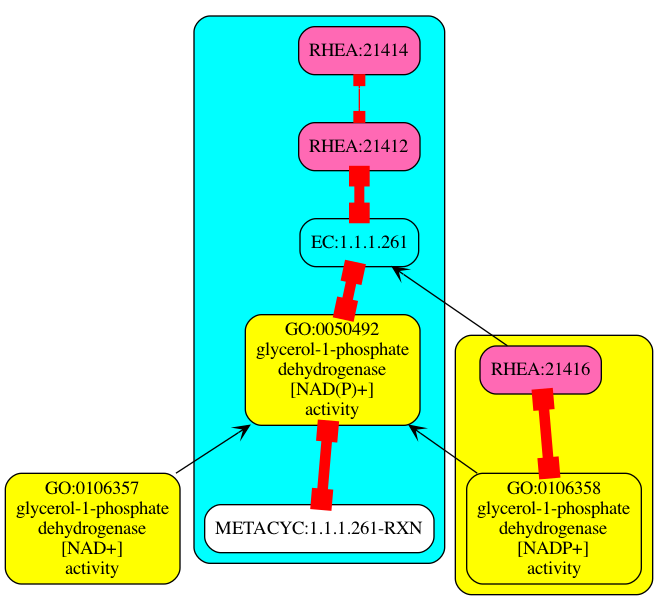 RHEA:21414
RHEA:21412
EC:1.1.1.261
GO:0050492
glycerol-1-phosphate
dehydrogenase
[NAD(P)+]
activity
RHEA:21416
GO:0106357
glycerol-1-phosphate
dehydrogenase
[NAD+]
activity
METACYC:1.1.1.261-RXN
GO:0106358
glycerol-1-phosphate
dehydrogenase
[NADP+]
activity